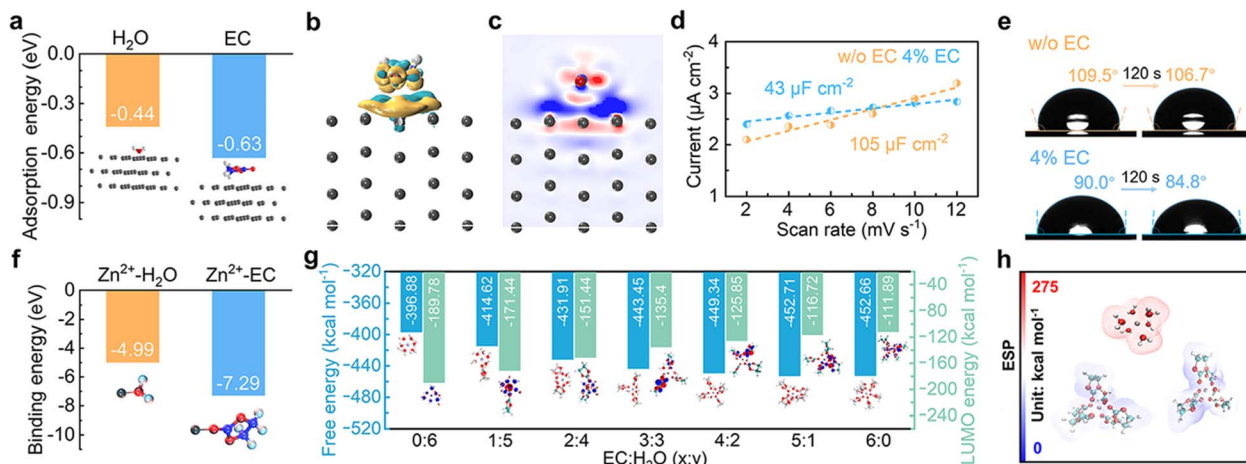 a
Adsorption energy (eV)
0.0
-0.3
-0.6
-0.9
H₂O
EC
-0.44
-0.63
b
c
d
Current (μA cm⁻²)
4
3
2
1
w/o EC 4% EC
43 μF cm⁻²
105 μF cm⁻²
2 4 6 8 10 12
Scan rate (mV s⁻¹)
e
w/o EC
109.5° 120 s 106.7°
4% EC
90.0° 120 s 84.8°
f
Binding energy (eV)
0
-2
-4
-6
-8
-10
Zn²⁺-H₂O
Zn²⁺-EC
-4.99
-7.29
g
Free energy (kcal mol⁻¹)
-320
-360
-400
-440
-480
-520
-396.88
-189.78
-414.62
-171.44
-431.91
-151.44
-443.45
-135.4
-449.34
-125.85
-452.71
-116.72
-452.66
-111.89
0:6 1:5 2:4 3:3 4:2 5:1 6:0
EC:H₂O (x:y)
-40
-80
-120
-160
-200
-240
LUMO energy (kcal mol⁻¹)
h
275
ESP
Unit: kcal mol⁻¹
0